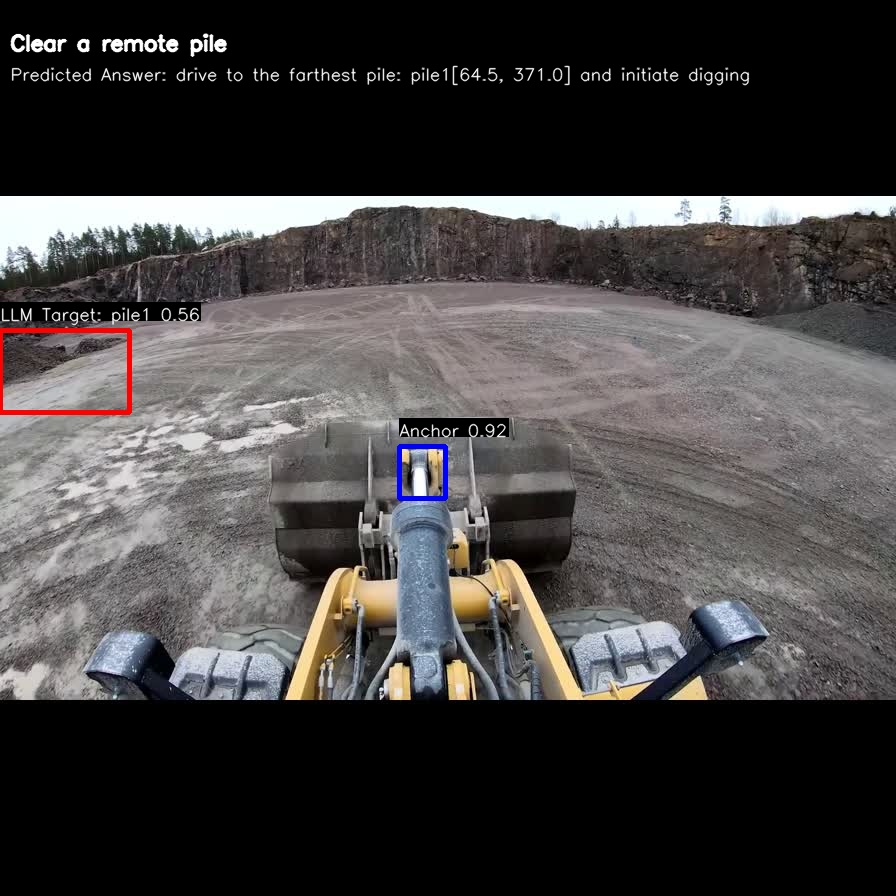 Clear a remote pile
Predicted Answer: drive to the farthest pile: pile1[64.5, 371.0] and initiate digging
LLM Target: pile1 0.56
Anchor 0.92